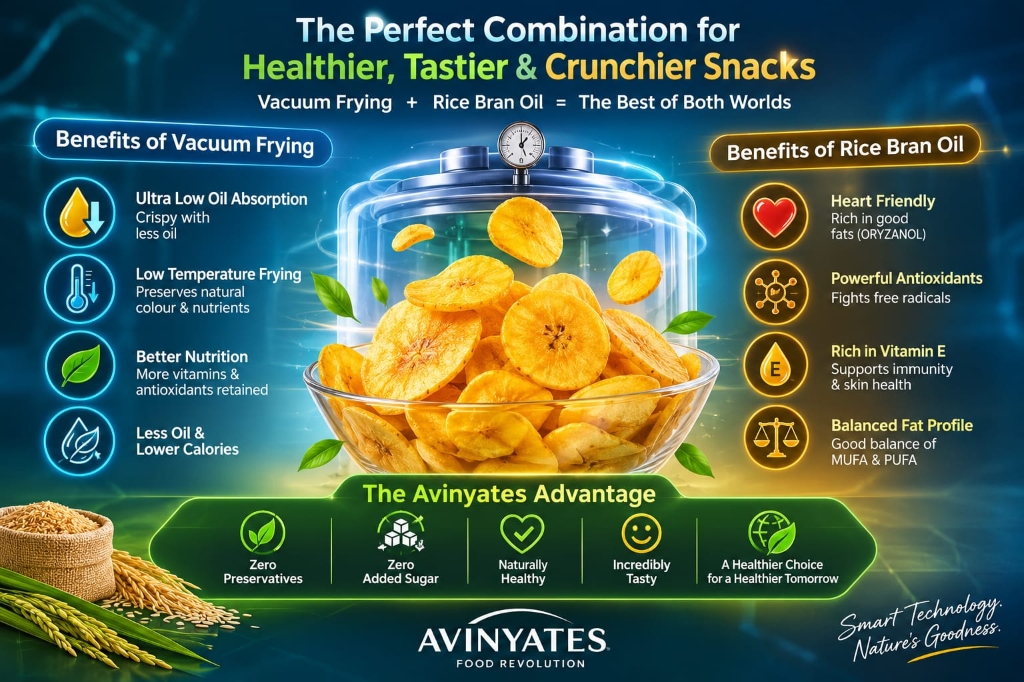 The Perfect Combination for
Healthier, Tastier & Crunchier Snacks
Vacuum Frying + Rice Bran Oil = The Best of Both Worlds
Benefits of Vacuum Frying
Ultra Low Oil Absorption
Crispy with
less oil
Low Temperature Frying
Preserves natural
colour & nutrients
Better Nutrition
More vitamins &
antioxidants retained
Less Oil &
Lower Calories
Benefits of Rice Bran Oil
Heart Friendly
Rich in good
fats (ORYZANOL)
Powerful Antioxidants
Fights free radicals
E
Rich in Vitamin E
Supports immunity
& skin health
Balanced Fat Profile
Good balance of
MUFA & PUFA
The Avinyates Advantage
Zero
Preservatives
Zero
Added Sugar
Naturally
Healthy
Incredibly
Tasty
A Healthier Choice
for a Healthier Tomorrow
AVINYATES
FOOD REVOLUTION
Smart Technology.
Nature's Goodness.